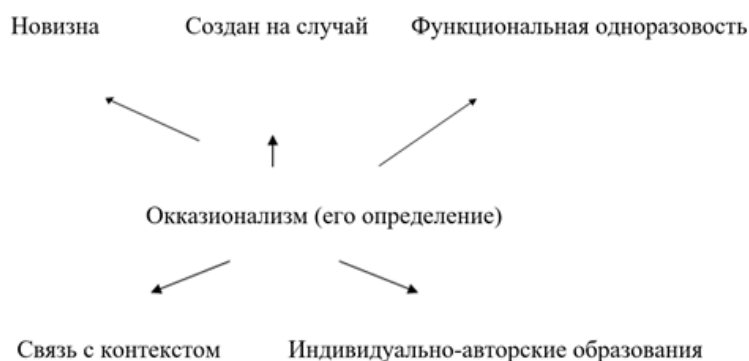 Новизна Создан на случай Функциональная одноразовость
Окказионализм (его определение)
Связь с контекстом Индивидуально-авторские образования